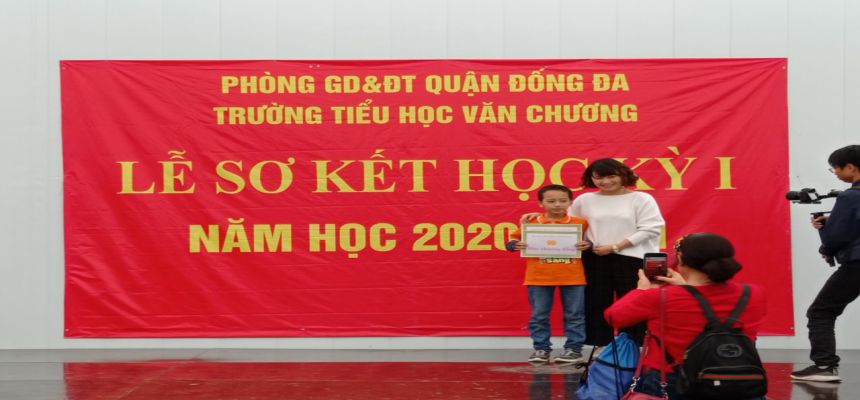 PHÒNG GD&ĐT QUẬN ĐỐNG ĐA
TRƯỜNG TIỂU HỌC VĂN CHƯƠNG
LỄ SƠ KẾT HỌC KỲ I
NĂM HỌC 2020